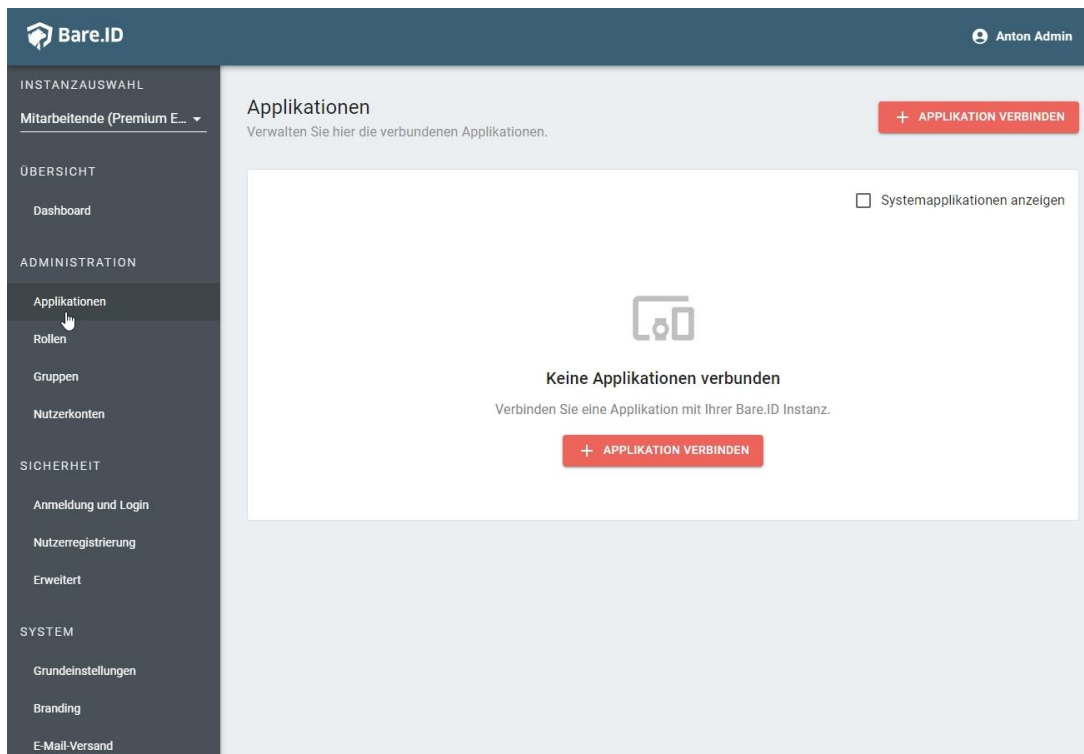 Bare.ID
Anton Admin
INSTANZAUSWAHL
Mitarbeitende (Premium E...
ÜBERSICHT
Dashboard
ADMINISTRATION
Applikationen
Rollen
Gruppen
Nutzerkonten
SICHERHEIT
Anmeldung und Login
Nutzerregistrierung
Erweitert
SYSTEM
Grundeinstellungen
Branding
E-Mail-Versand
Applikationen
Verwalten Sie hier die verbundenen Applikationen.
+ APPLIKATION VERBINDEN
Systemapplikationen anzeigen
Keine Applikationen verbunden
Verbinden Sie eine Applikation mit Ihrer Bare.ID Instanz.
+ APPLIKATION VERBINDEN